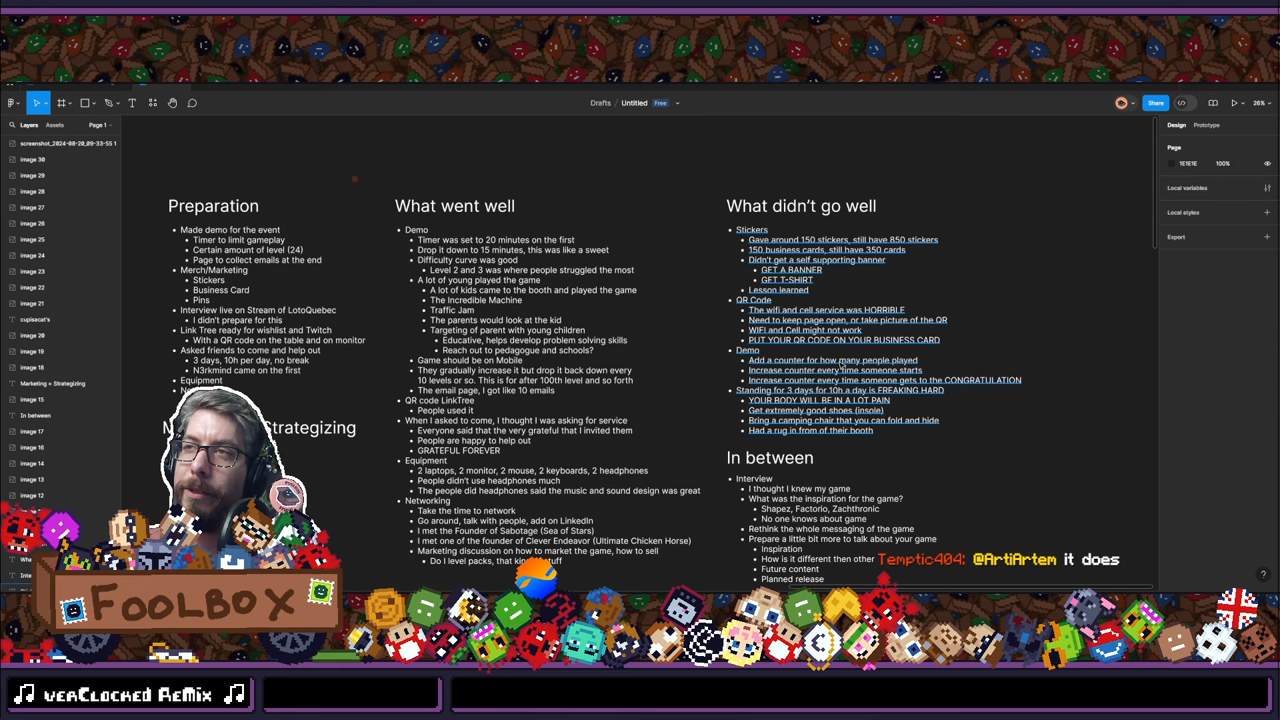 Drafts / Untitled Free
Share
26%
Layers Assets Page 1
screenshot_2024-08-20_09-33-55 1
image 30
image 29
image 28
image 27
image 26
image 25
image 24
image 23
image 22
image 21
cupisacat's
image 20
image 19
image 18
Marketing = Strategizing
image 15
In between
image 17
image 16
image 14
image 13
image 12
Preparation
Made demo for the event
Timer to limit gameplay
Certain amount of level (24)
Page to collect emails at the end
Merch/Marketing
Stickers
Business Card
Pins
Interview live on Stream of LotoQuebec
I didn't prepare for this
Link Tree ready for wishlist and Twitch
With a QR code on the table and on monitor
Asked friends to come and help out
3 days, 10h per day, no break
N3rkmind came on the first
Equipment
Strategizing
What went well
Demo
Timer was set to 20 minutes on the first
Drop it down to 15 minutes, this was like a sweet
Difficulty curve was good
Level 2 and 3 was where people struggled the most
A lot of young played the game
A lot of kids came to the booth and played the game
The Incredible Machine
Traffic Jam
The parents would look at the kid
Targeting of parent with young children
Educative, helps develop problem solving skills
Reach out to pedagogue and schools?
Game should be on Mobile
They gradually increase it but drop it back down every
10 levels or so. This is for after 100th level and so forth
The email page, I got like 10 emails
QR code LinkTree
People used it
When I asked to come, I thought I was asking for service
Everyone said that the very grateful that I invited them
People are happy to help out
GRATEFUL FOREVER
Equipment
2 laptops, 2 monitor, 2 mouse, 2 keyboards, 2 headphones
People didn't use headphones much
The people did headphones said the music and sound design was great
Networking
Take the time to network
Go around, talk with people, add on LinkedIn
I met the Founder of Sabotage (Sea of Stars)
I met one of the founder of Clever Endeavor (Ultimate Chicken Horse)
Marketing discussion on how to market the game, how to sell
Do I level packs, that kind stuff
What didn't go well
Stickers
Gave around 150 stickers, still have 850 stickers
150 business cards, still have 350 cards
Didn't get a self supporting banner
GET A BANNER
GET T-SHIRT
Lesson learned
QR Code
The wifi and cell service was HORRIBLE
Need to keep page open, or take picture of the QR
WIFI and Cell might not work
PUT YOUR QR CODE ON YOUR BUSINESS CARD
Demo
Add a counter for how many people played
Increase counter every time someone starts
Increase counter every time someone gets to the CONGRATULATION
Standing for 3 days for 10h a day is FREAKING HARD
YOUR BODY WILL BE IN A LOT PAIN
Get extremely good shoes (insole)
Bring a camping chair that you can fold and hide
Had a rug in from of their booth
In between
Interview
I thought I knew my game
What was the inspiration for the game?
Shapez, Factorio, Zachthronic
No one knows about game
Rethink the whole messaging of the game
Prepare a little bit more to talk about your game
Inspiration
How is it different then other
Future content
Planned release
Temptic404: @ArtiArtem it does
Design Prototype
Page
1E1E1E 100%
Local variables
Local styles
Export
FOOLBOX
verClocked ReMix